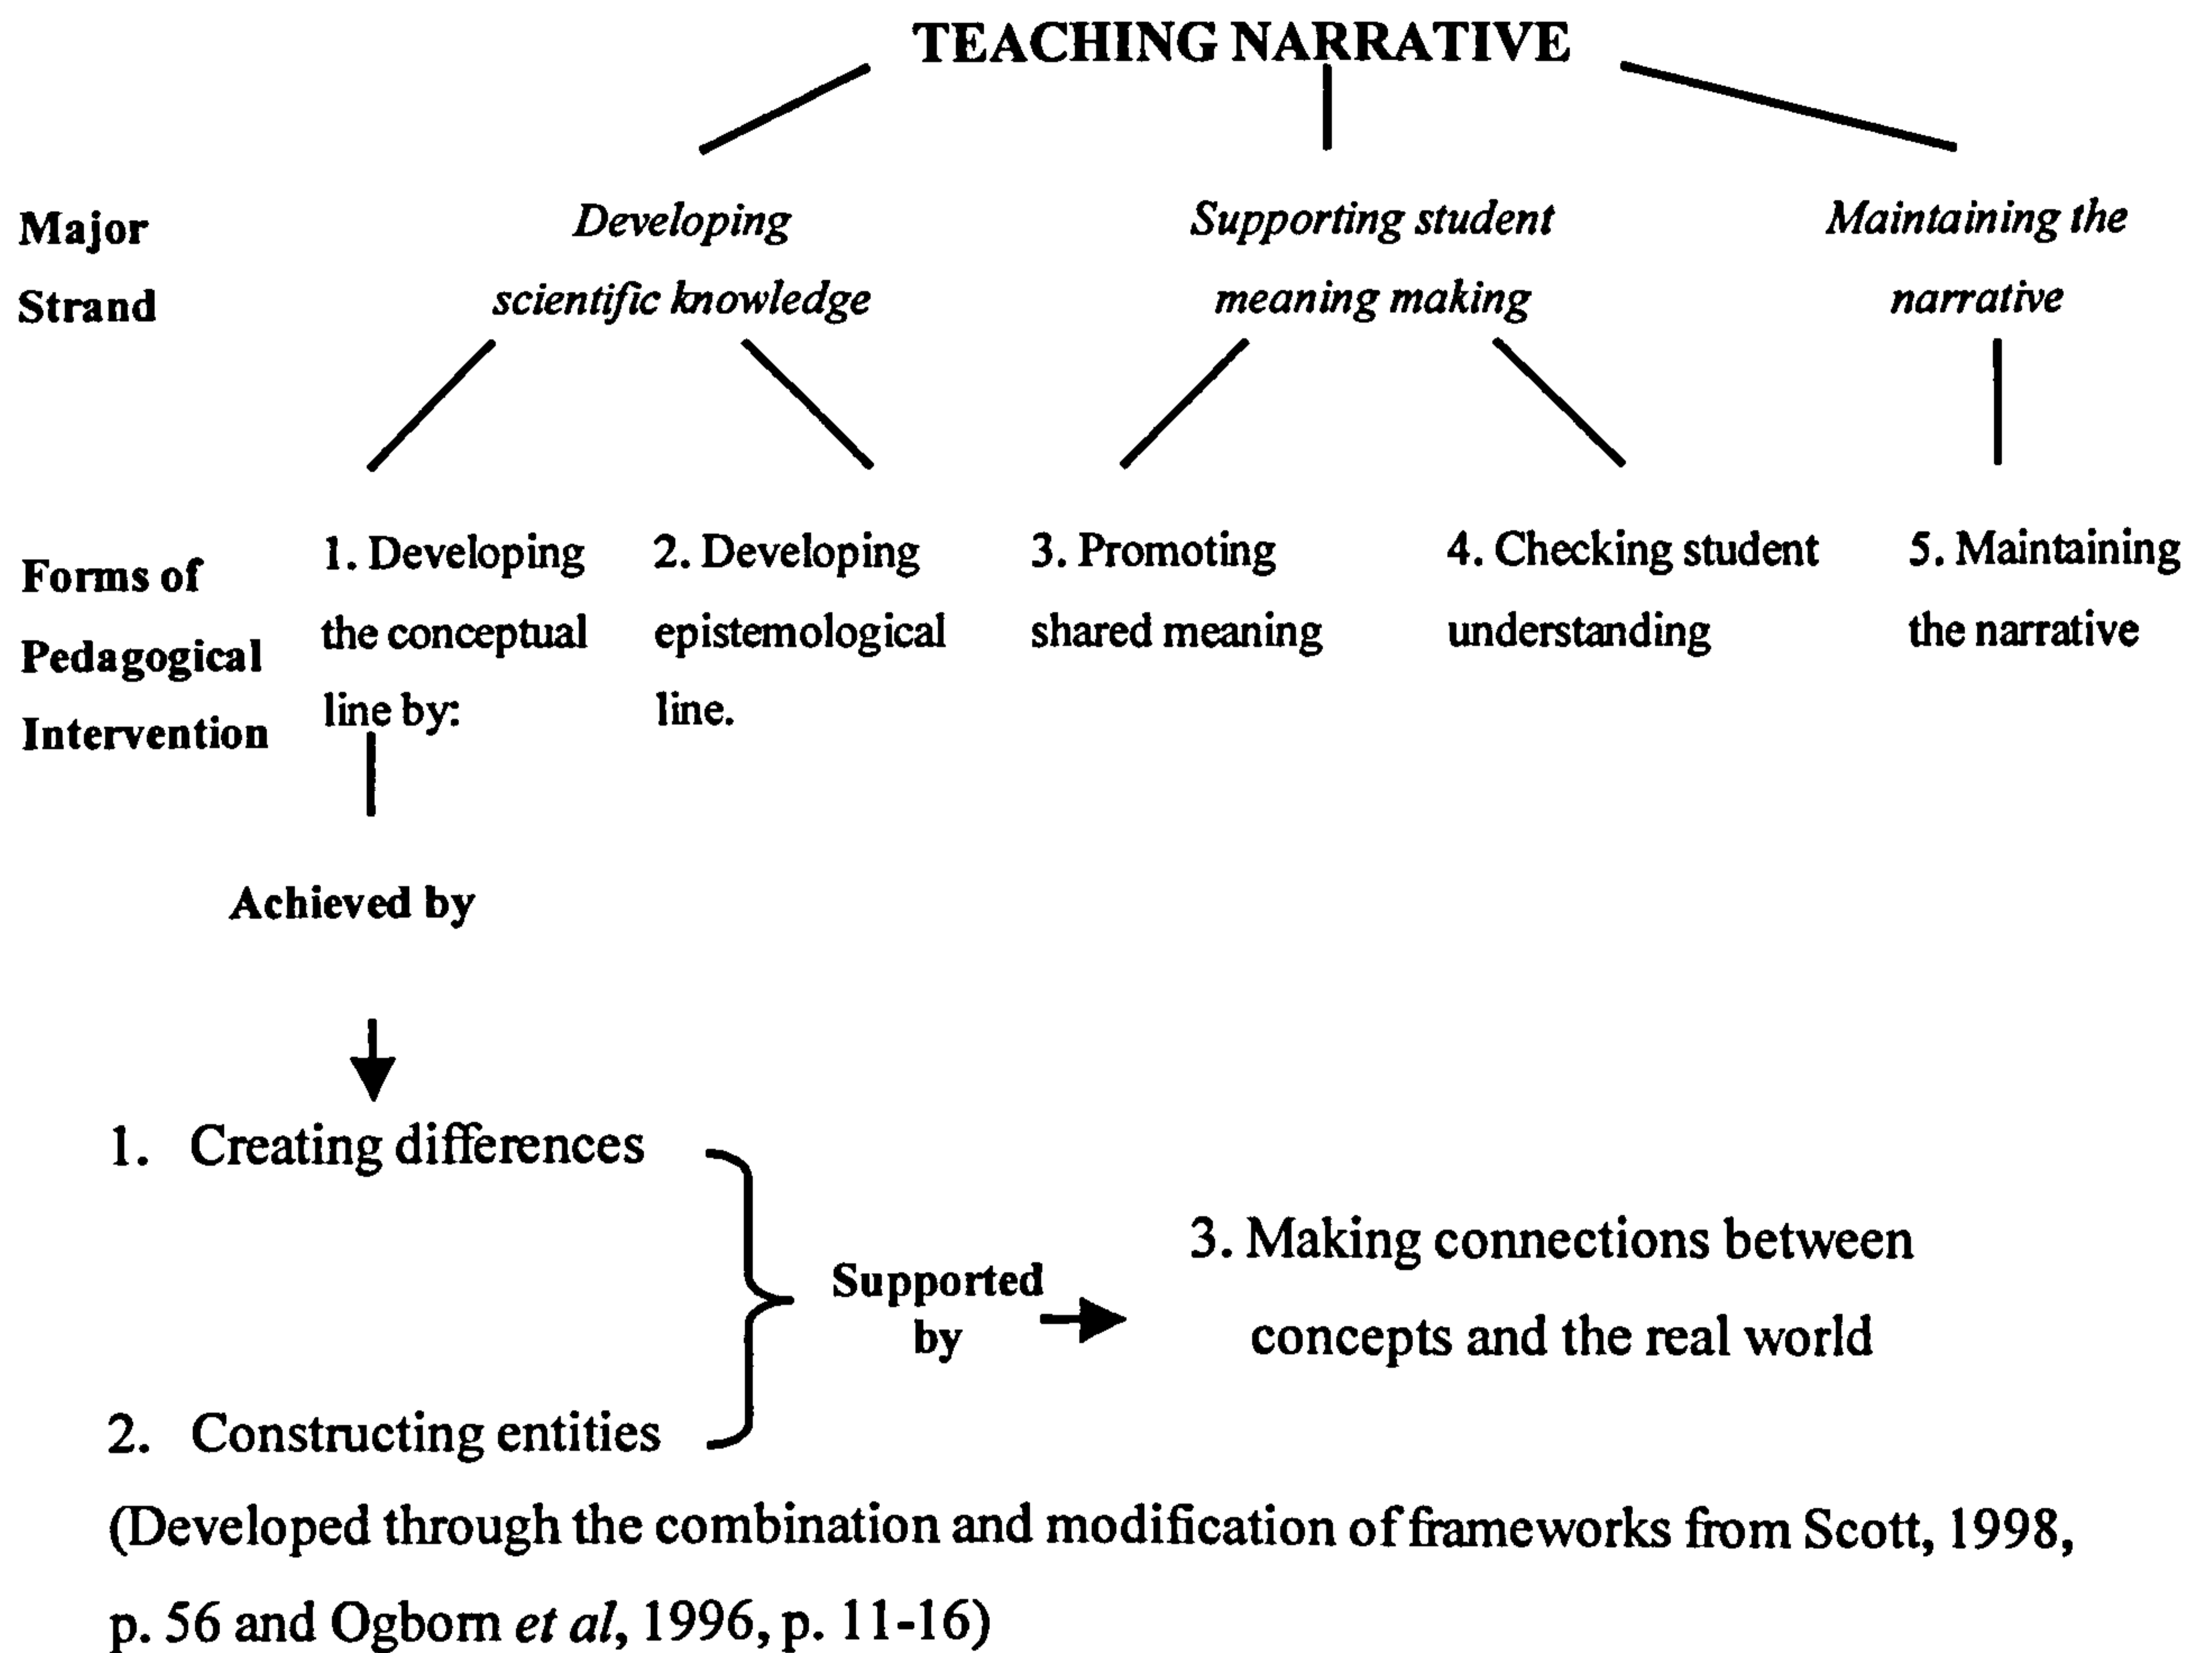 TEACHING NARRATIVE
Major
Strand
Developing
scientific knowledge
Supporting student
meaning making
Maintaining the
narrative
Forms of
Pedagogical
Intervention
1. Developing
the conceptual
line by:
2. Developing
epistemological
line.
3. Promoting
shared meaning
4. Checking student
understanding
5. Maintaining
the narrative
Achieved by
1. Creating differences
2. Constructing entities
Supported
by
3. Making connections between
concepts and the real world
(Developed through the combination and modification of frameworks from Scott, 1998,
p. 56 and Ogborn et al, 1996, p. 11-16)